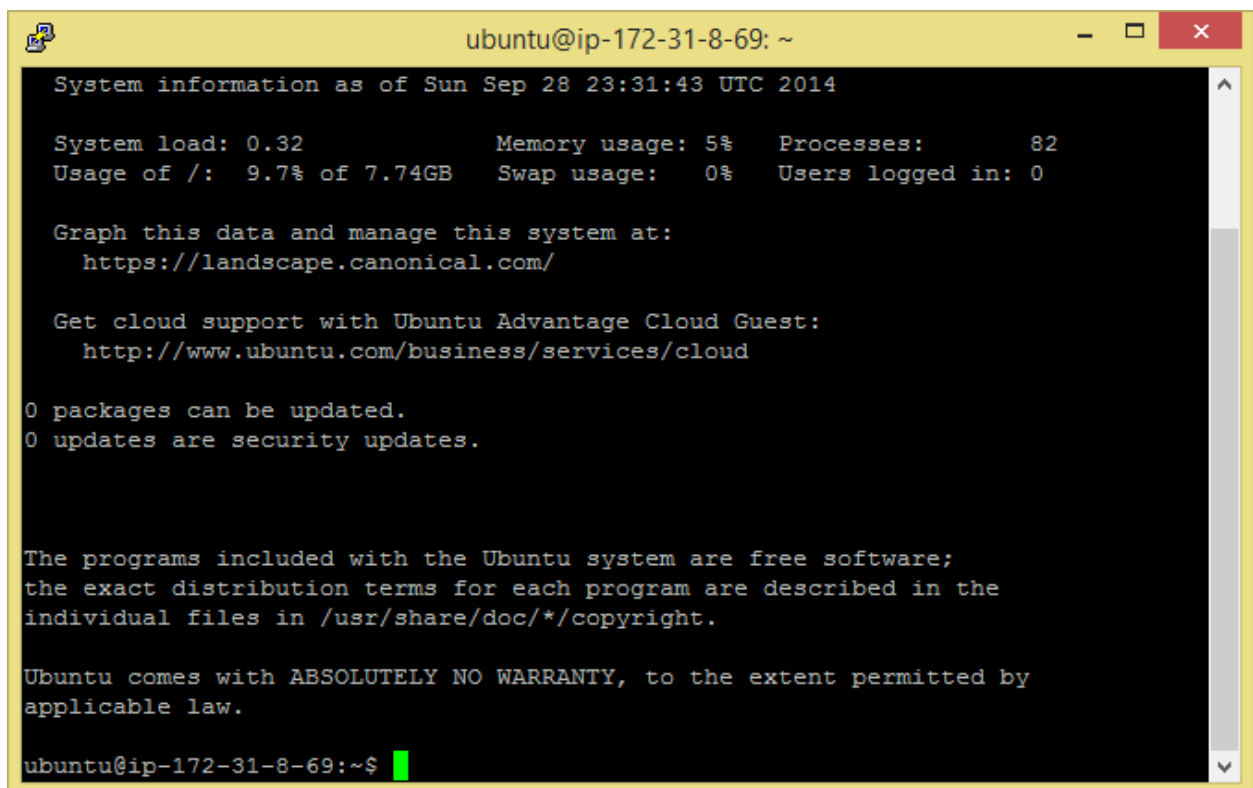 ubuntu@ip-172-31-8-69: ~
System information as of Sun Sep 28 23:31:43 UTC 2014
System load: 0.32 Memory usage: 5% Processes: 82
Usage of /: 9.7% of 7.74GB Swap usage: 0% Users logged in: 0
Graph this data and manage this system at:
https://landscape.canonical.com/
Get cloud support with Ubuntu Advantage Cloud Guest:
http://www.ubuntu.com/business/services/cloud
0 packages can be updated.
0 updates are security updates.
The programs included with the Ubuntu system are free software;
the exact distribution terms for each program are described in the
individual files in /usr/share/doc/*/copyright.
Ubuntu comes with ABSOLUTELY NO WARRANTY, to the extent permitted by
applicable law.
ubuntu@ip-172-31-8-69:~$